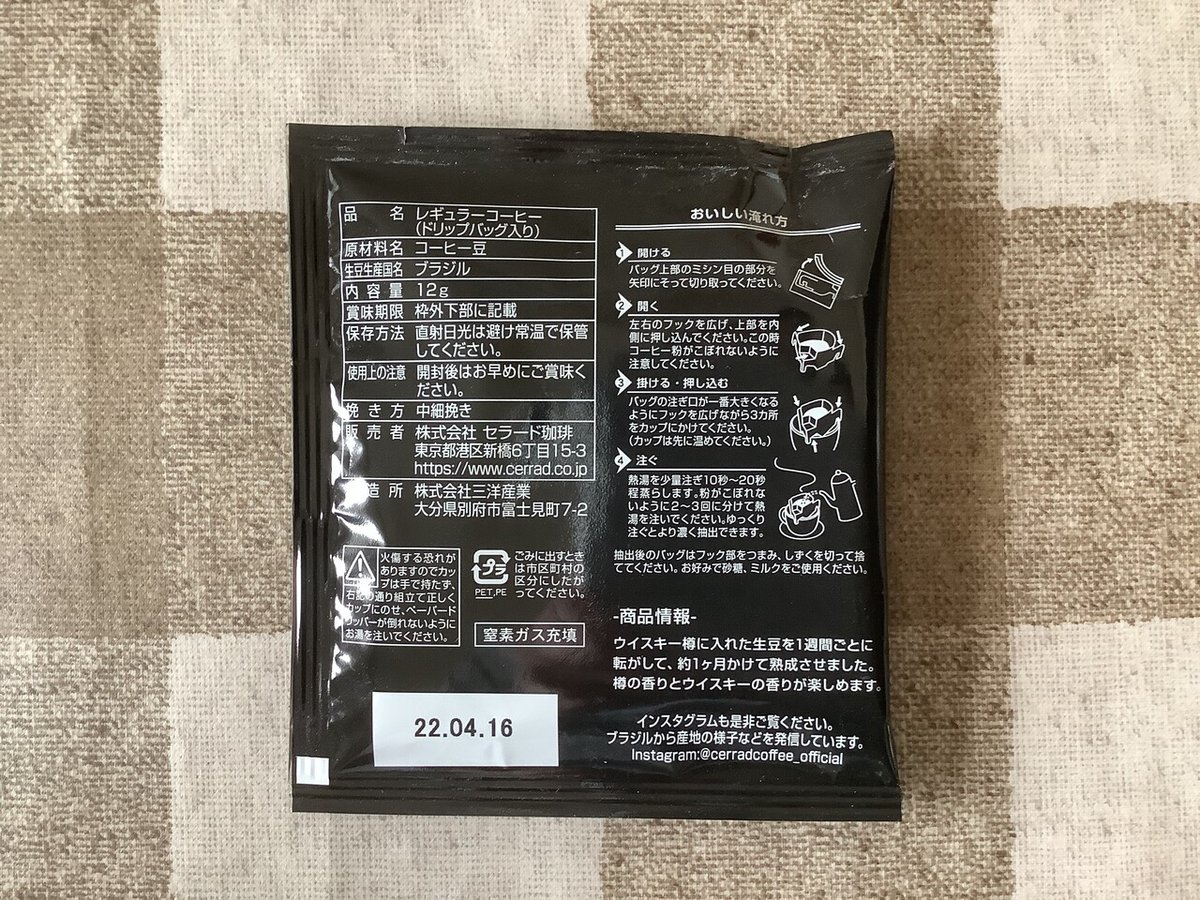 品名 レギュラーコーヒー
(ドリップバッグ入り)
原材料名 コーヒー豆
生豆生産国名 ブラジル
内容量 12g
賞味期限 枠外下部に記載
保存方法 直射日光は避け常温で保管
してください。
使用上の注意 開封後はお早めにご賞味く
ださい。
挽き方 中細挽き
販売者 株式会社 セラード珈琲
東京都港区新橋6丁目15-3
https://www.cerrad.co.jp
造所 株式会社三洋産業
大分県別府市富士見町7-2
火傷する恐れが
ありますのでカッ
プは手で持たず、
右記の通り組立て正しく
カップにのせ、ペーパード
リッパーが倒れないように
お湯を注いでください。
プラ
PET,PE
ごみに出すとき
は市区町村の
区分にしたが
ってください。
窒素ガス充填
22.04.16
おいしい淹れ方
1 開ける
バッグ上部のミシン目の部分を
矢印にそって切り取ってください。
2 開く
左右のフックを広げ、上部を内
側に押し込んでください。この時
コーヒー粉がこぼれないように
注意してください。
3 掛ける・押し込む
バッグの注ぎ口が一番大きくなる
ようにフックを広げながら3カ所
をカップにかけてください。
(カップは先に温めてください。)
4 注ぐ
熱湯を少量注ぎ10秒〜20秒
程蒸らします。粉がこぼれな
いように2〜3回に分けて熱
湯を注いでください。ゆっくり
注ぐとより濃く抽出できます。
抽出後のバッグはフック部をつまみ、しずくを切って捨
ててください。お好みで砂糖、ミルクをご使用ください。
-商品情報-
ウイスキー樽に入れた生豆を1週間ごとに
転がして、約1ヶ月かけて熟成させました。
樽の香りとウイスキーの香りが楽しめます。
インスタグラムも是非ご覧ください。
ブラジルから産地の様子などを発信しています。
Instagram:@cerradcoffee_official